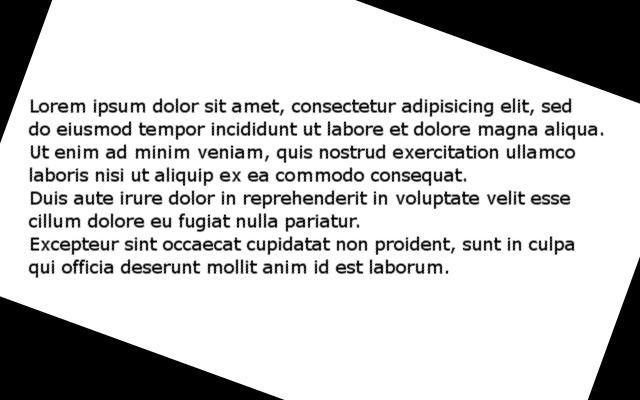 Lorem ipsum dolor sit amet, consectetur adipisicing elit, sed
do eiusmod tempor incididunt ut labore et dolore magna aliqua.
Ut enim ad minim veniam, quis nostrud exercitation ullamco
laboris nisi ut aliquip ex ea commodo consequat.
Duis aute irure dolor in reprehenderit in voluptate velit esse
cillum dolore eu fugiat nulla pariatur.
Excepteur sint occaecat cupidatat non proident, sunt in culpa
qui officia deserunt mollit anim id est laborum.